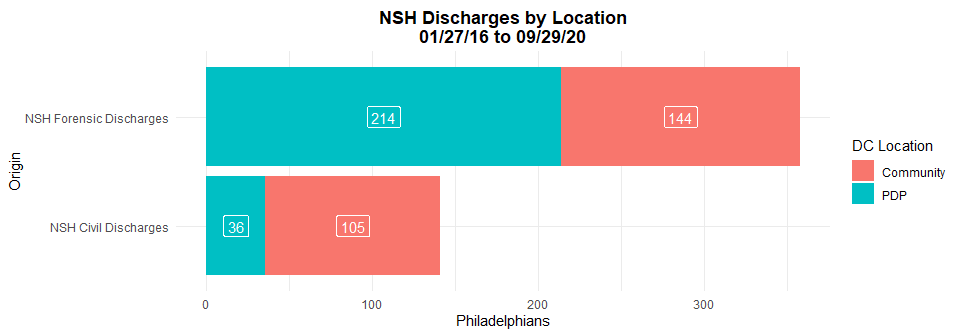 NSH Discharges by Location
01/27/16 to 09/29/20
NSH Forensic Discharges
214
144
NSH Civil Discharges
36
105
Origin
0
100
200
300
Philadelphians
DC Location
Community
PDP